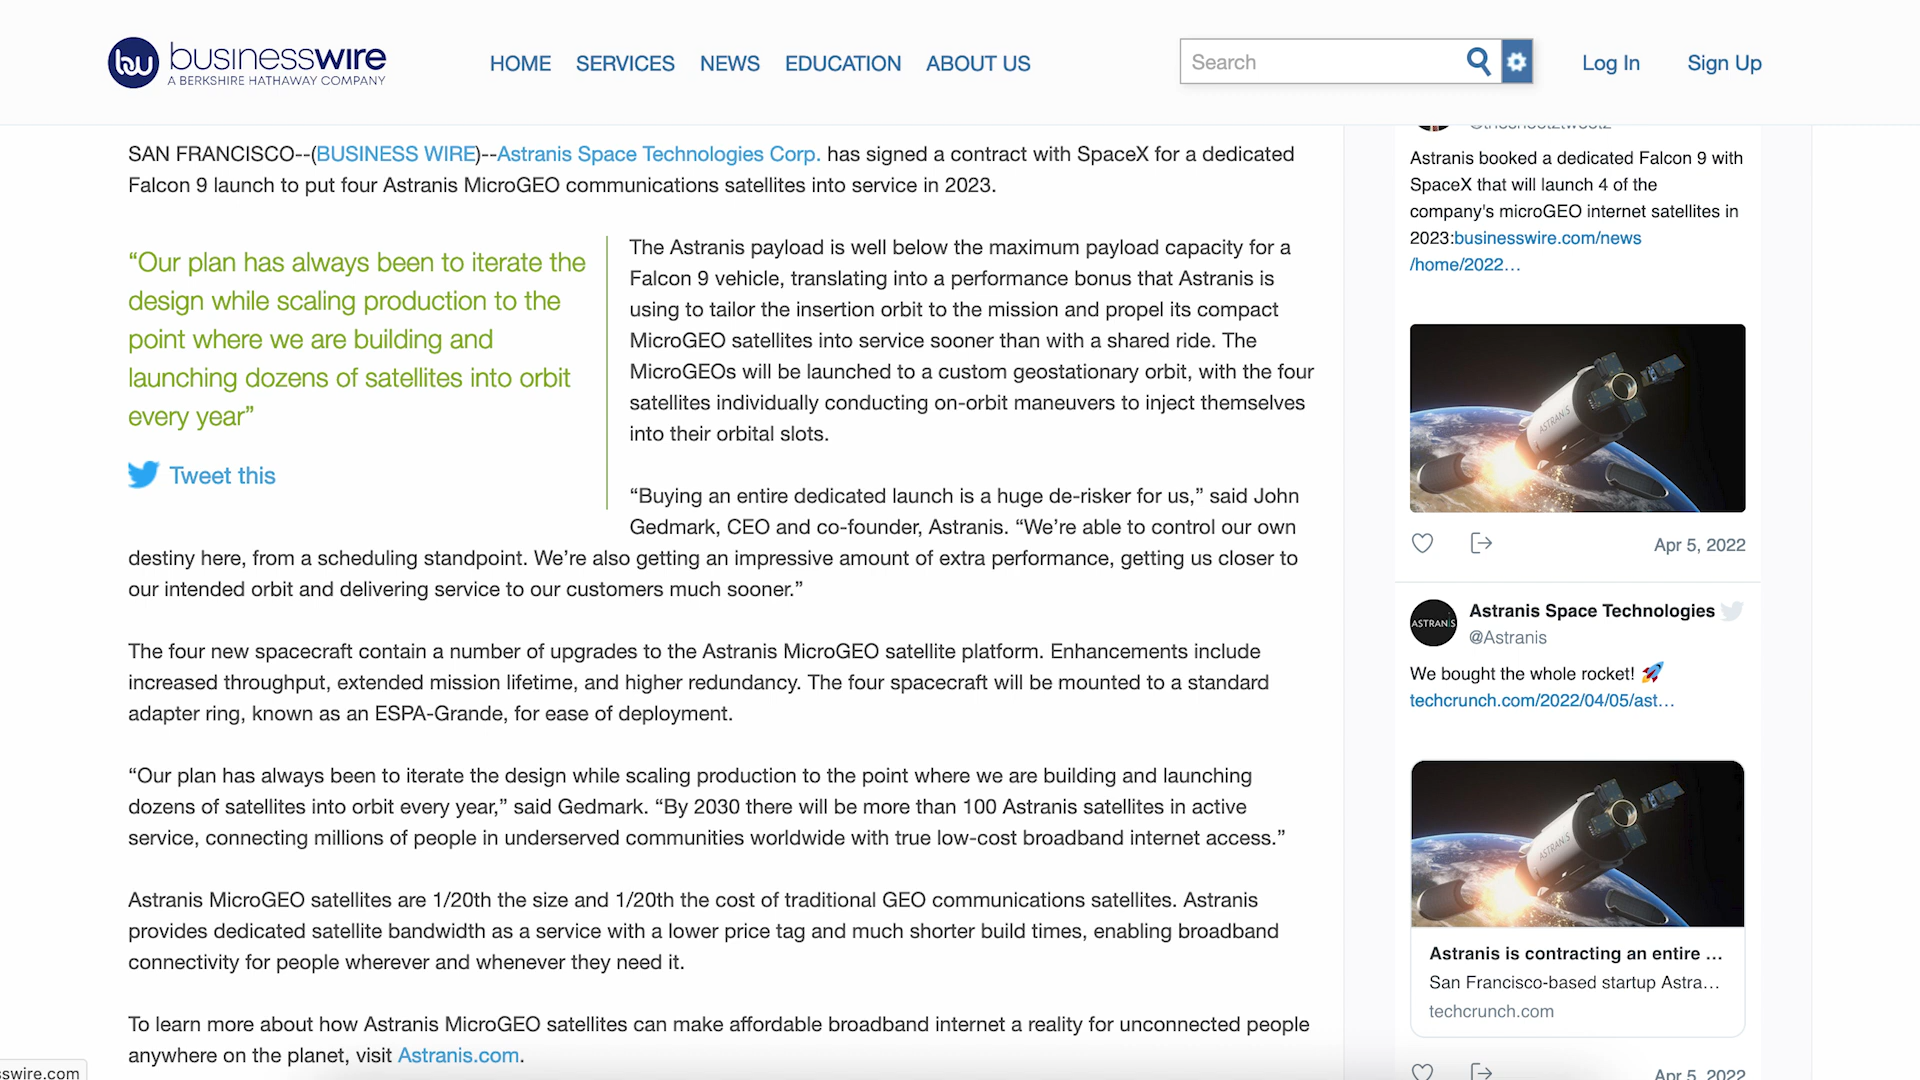 businesswire
A BERKSHIRE HATHAWAY COMPANY
HOME SERVICES NEWS EDUCATION ABOUT US
Search
Log In Sign Up
SAN FRANCISCO--(BUSINESS WIRE)--Astranis Space Technologies Corp. has signed a contract with SpaceX for a dedicated
Falcon 9 launch to put four Astranis MicroGEO communications satellites into service in 2023.
“Our plan has always been to iterate the
design while scaling production to the
point where we are building and
launching dozens of satellites into orbit
every year”
Tweet this
The Astranis payload is well below the maximum payload capacity for a
Falcon 9 vehicle, translating into a performance bonus that Astranis is
using to tailor the insertion orbit to the mission and propel its compact
MicroGEO satellites into service sooner than with a shared ride. The
MicroGEOs will be launched to a custom geostationary orbit, with the four
satellites individually conducting on-orbit maneuvers to inject themselves
into their orbital slots.
“Buying an entire dedicated launch is a huge de-risker for us,” said John
Gedmark, CEO and co-founder, Astranis. “We’re able to control our own
destiny here, from a scheduling standpoint. We’re also getting an impressive amount of extra performance, getting us closer to
our intended orbit and delivering service to our customers much sooner.”
The four new spacecraft contain a number of upgrades to the Astranis MicroGEO satellite platform. Enhancements include
increased throughput, extended mission lifetime, and higher redundancy. The four spacecraft will be mounted to a standard
adapter ring, known as an ESPA-Grande, for ease of deployment.
“Our plan has always been to iterate the design while scaling production to the point where we are building and launching
dozens of satellites into orbit every year,” said Gedmark. “By 2030 there will be more than 100 Astranis satellites in active
service, connecting millions of people in underserved communities worldwide with true low-cost broadband internet access.”
Astranis MicroGEO satellites are 1/20th the size and 1/20th the cost of traditional GEO communications satellites. Astranis
provides dedicated satellite bandwidth as a service with a lower price tag and much shorter build times, enabling broadband
connectivity for people wherever and whenever they need it.
To learn more about how Astranis MicroGEO satellites can make affordable broadband internet a reality for unconnected people
anywhere on the planet, visit Astranis.com.
swire.com
Astranis booked a dedicated Falcon 9 with
SpaceX that will launch 4 of the
company's microGEO internet satellites in
2023:businesswire.com/news
/home/2022…
ASTRANIS
Apr 5, 2022
ASTRANIS
Astranis Space Technologies
@Astranis
We bought the whole rocket! 🚀
techcrunch.com/2022/04/05/ast…
ASTRANIS
Astranis is contracting an entire …
San Francisco-based startup Astra…
techcrunch.com
Apr 5, 2022